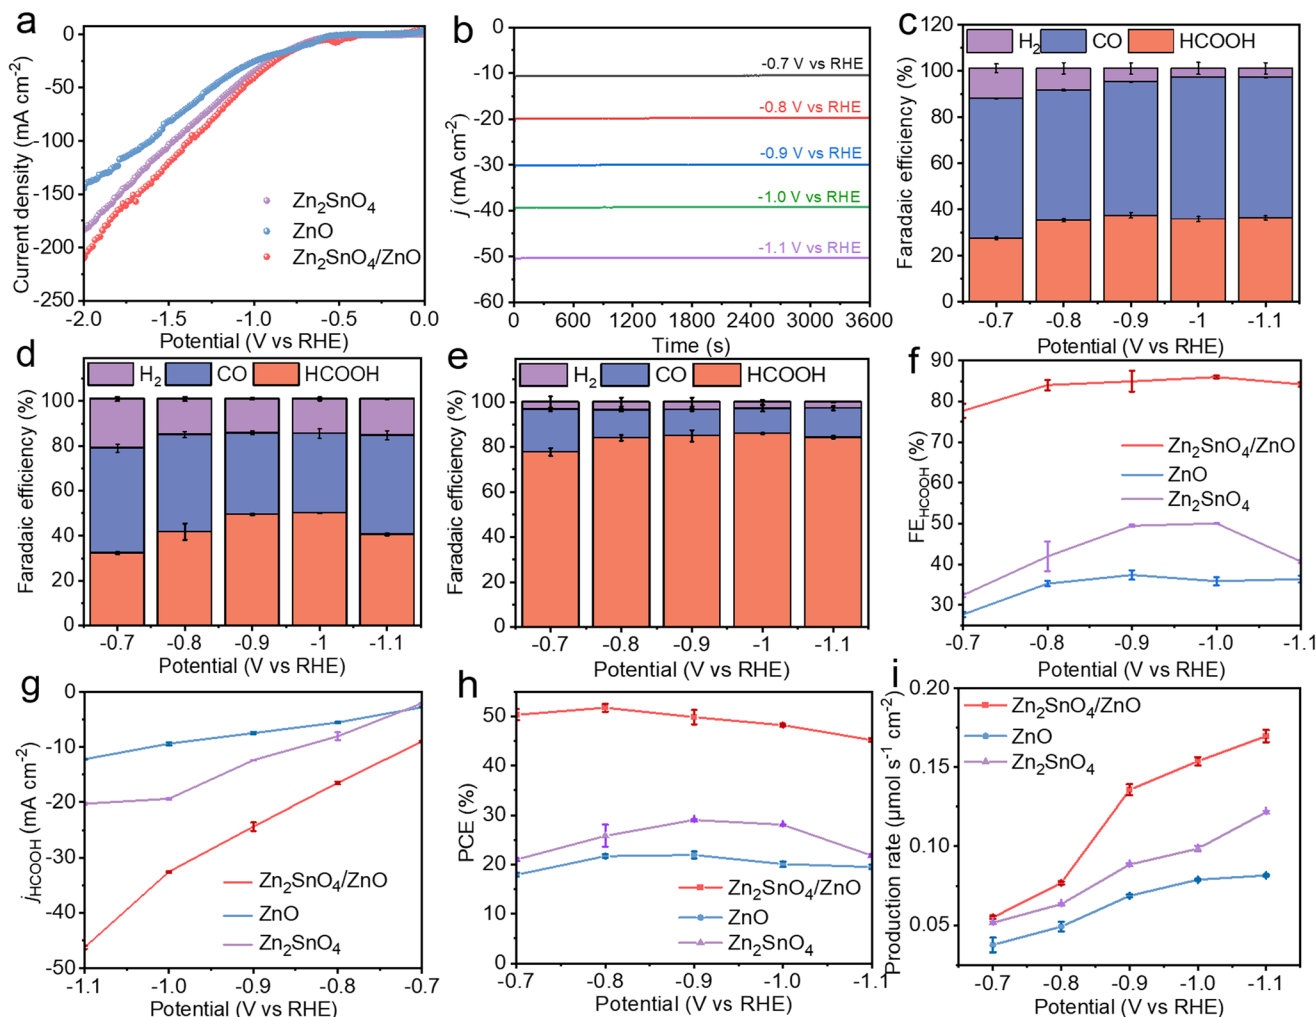 a
0
-50
-100
-150
-200
-250
Current density (mA cm⁻²)
Zn₂SnO₄
ZnO
Zn₂SnO₄/ZnO
-2.0 -1.5 -1.0 -0.5 0.0
Potential (V vs RHE)
b
0
-10
-20
-30
-40
-50
-60
j (mA cm⁻²)
-0.7 V vs RHE
-0.8 V vs RHE
-0.9 V vs RHE
-1.0 V vs RHE
-1.1 V vs RHE
0 600 1200 1800 2400 3000 3600
Time (s)
c
120
100
80
60
40
20
0
Faradaic efficiency (%)
H₂ CO HCOOH
-0.7 -0.8 -0.9 -1 -1.1
Potential (V vs RHE)
d
100
80
60
40
20
0
Faradaic efficiency (%)
H₂ CO HCOOH
-0.7 -0.8 -0.9 -1 -1.1
Potential (V vs RHE)
e
100
80
60
40
20
0
Faradaic efficiency (%)
H₂ CO HCOOH
-0.7 -0.8 -0.9 -1 -1.1
Potential (V vs RHE)
f
90
80
70
60
50
40
30
FE_HCOOH (%)
Zn₂SnO₄/ZnO
ZnO
Zn₂SnO₄
-0.7 -0.8 -0.9 -1.0 -1.1
Potential (V vs RHE)
g
0
-10
-20
-30
-40
-50
j_HCOOH (mA cm⁻²)
Zn₂SnO₄/ZnO
ZnO
Zn₂SnO₄
-1.1 -1.0 -0.9 -0.8 -0.7
Potential (V vs RHE)
h
50
40
30
20
10
0
PCE (%)
Zn₂SnO₄/ZnO
ZnO
Zn₂SnO₄
-0.7 -0.8 -0.9 -1.0 -1.1
Potential (V vs RHE)
i
0.20
0.15
0.10
0.05
Production rate (μmol s⁻¹ cm⁻²)
Zn₂SnO₄/ZnO
ZnO
Zn₂SnO₄
-0.7 -0.8 -0.9 -1.0 -1.1
Potential (V vs RHE)